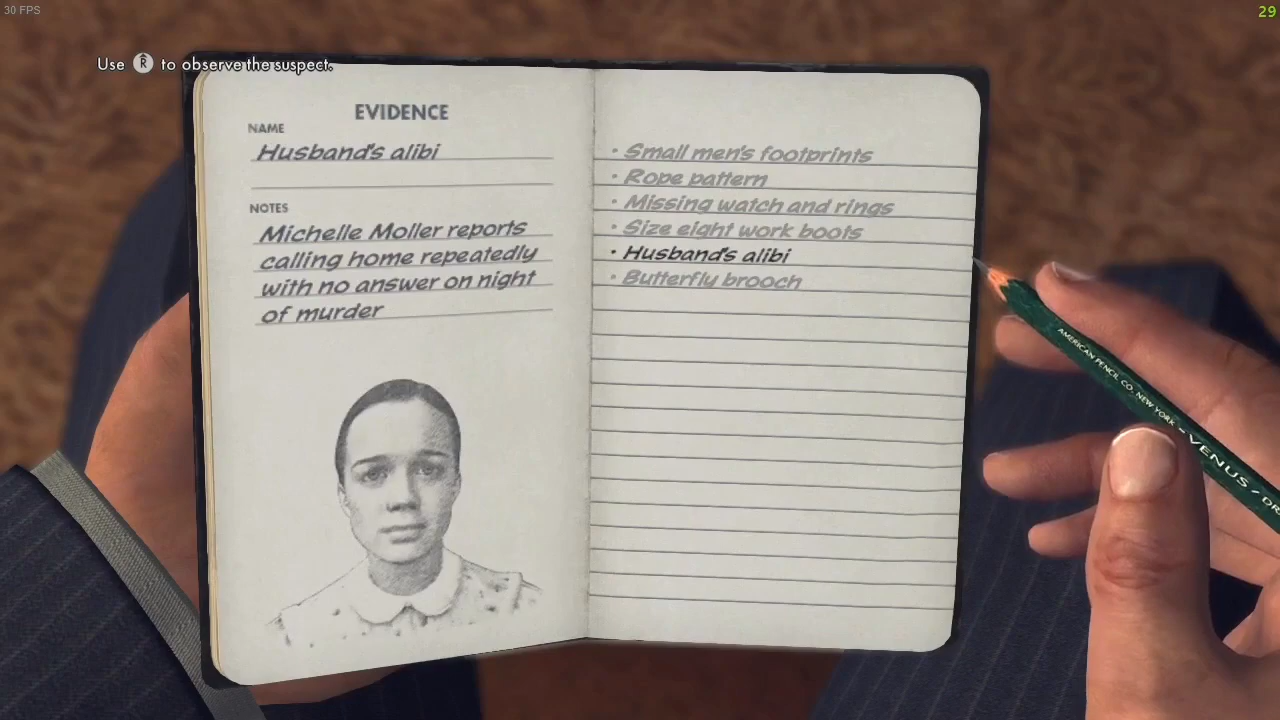 30 FPS
29
Use R to observe the suspect.
EVIDENCE
NAME
Husband's alibi
NOTES
Michelle Moller reports
calling home repeatedly
with no answer on night
of murder
• Small men's footprints
• Rope pattern
• Missing watch and rings
• Size eight work boots
• Husband's alibi
• Butterfly brooch
AMERICAN PENCIL CO. NEW YORK - VENUS / DR